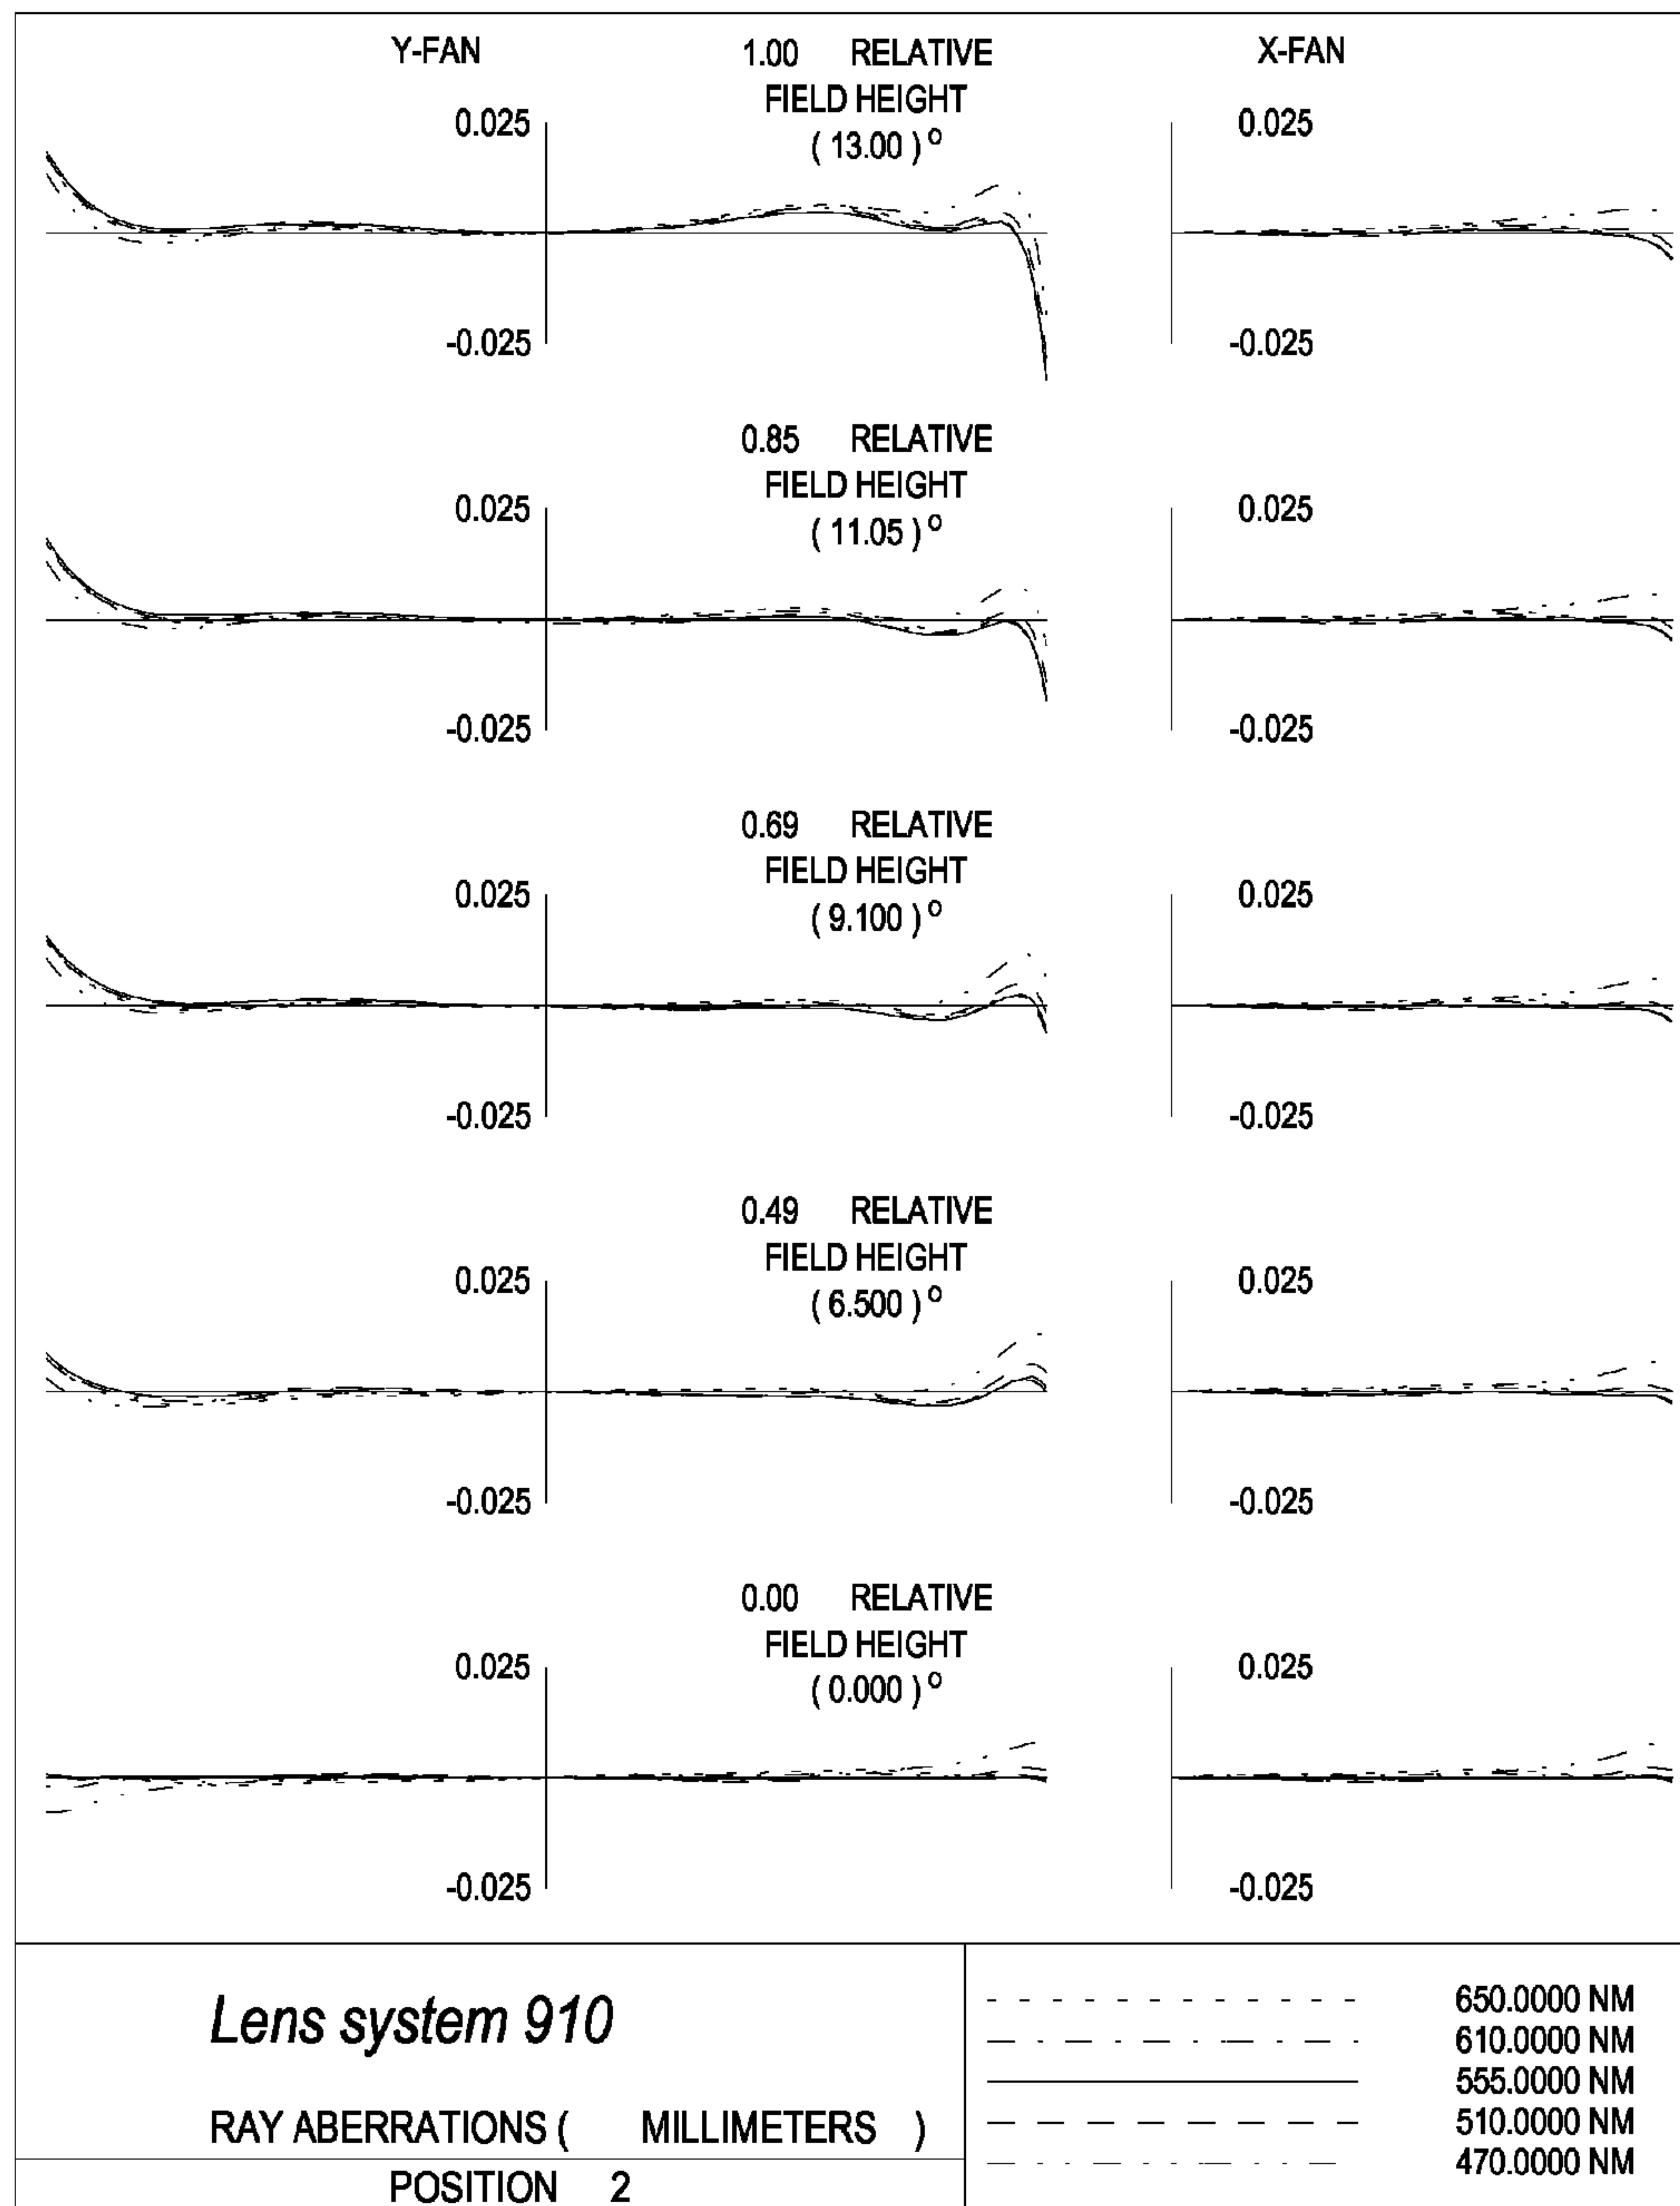 Y-FAN 1.00 RELATIVE X-FAN
FIELD HEIGHT
0.025 ( 13.00 )º 0.025
-0.025 -0.025
0.85 RELATIVE
FIELD HEIGHT
0.025 ( 11.05 )º 0.025
-0.025 -0.025
0.69 RELATIVE
FIELD HEIGHT
0.025 ( 9.100 )º 0.025
-0.025 -0.025
0.49 RELATIVE
FIELD HEIGHT
0.025 ( 6.500 )º 0.025
-0.025 -0.025
0.00 RELATIVE
FIELD HEIGHT
0.025 ( 0.000 )º 0.025
-0.025 -0.025
Lens system 910
RAY ABERRATIONS ( MILLIMETERS )
POSITION 2
650.0000 NM
610.0000 NM
555.0000 NM
510.0000 NM
470.0000 NM